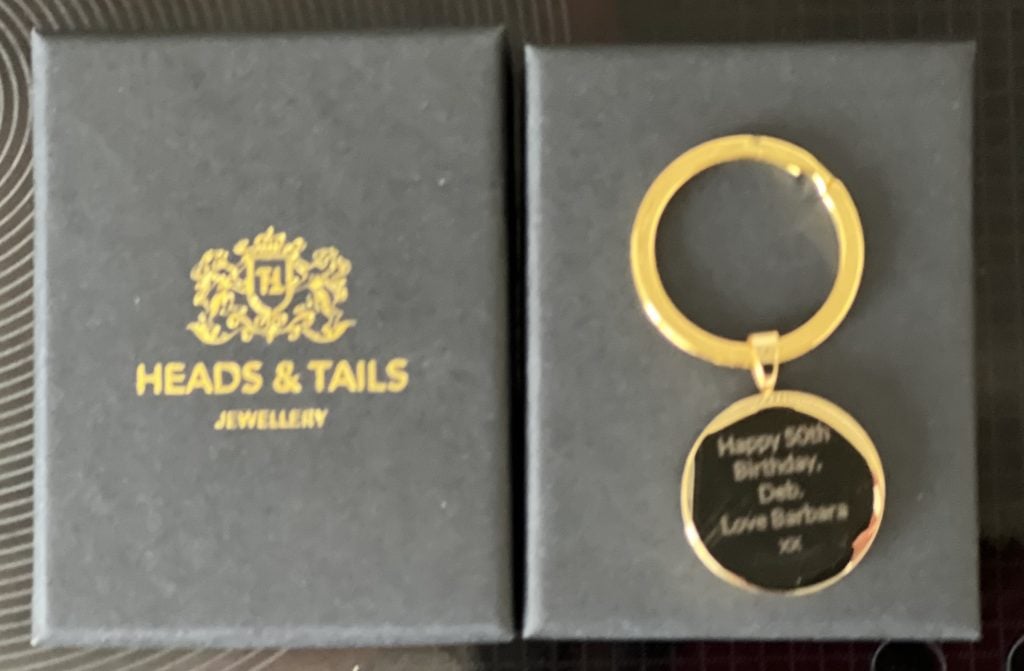 HEADS & TAILS
JEWELLERY
Happy 50th
Birthday,
Deb.
Love Barbara
XX